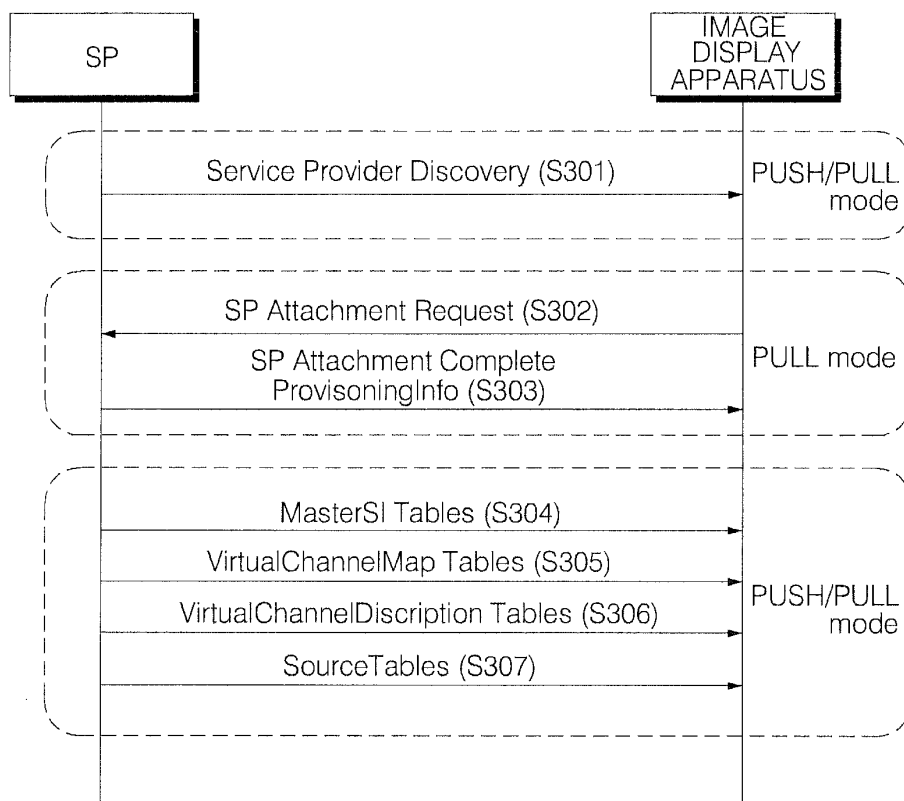 SP
IMAGE
DISPLAY
APPARATUS
Service Provider Discovery (S301)
PUSH/PULL
mode
SP Attachment Request (S302)
SP Attachment Complete
ProvisoningInfo (S303)
PULL mode
MasterSI Tables (S304)
VirtualChannelMap Tables (S305)
VirtualChannelDiscription Tables (S306)
SourceTables (S307)
PUSH/PULL
mode